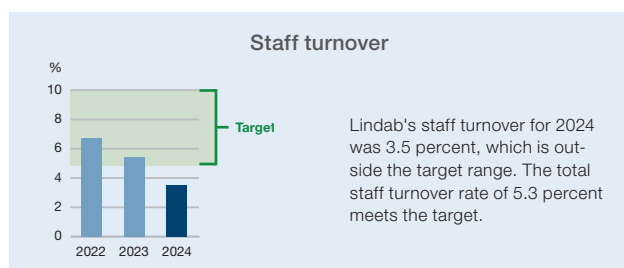 Staff turnover
%
10
8
6
4
2
0
2022 2023 2024
Target
Lindab's staff turnover for 2024
was 3.5 percent, which is out-
side the target range. The total
staff turnover rate of 5.3 percent
meets the target.